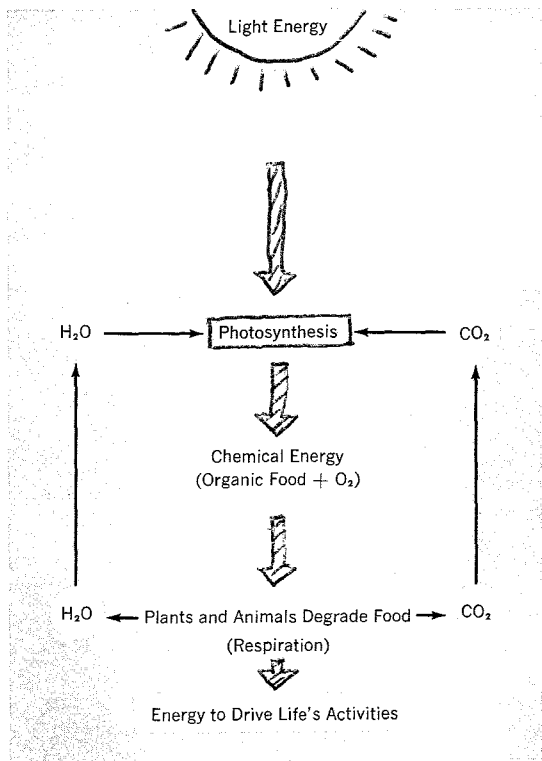 Light Energy
H₂O
Photosynthesis
CO₂
Chemical Energy
(Organic Food + O₂)
H₂O
Plants and Animals Degrade Food
CO₂
(Respiration)
Energy to Drive Life's Activities